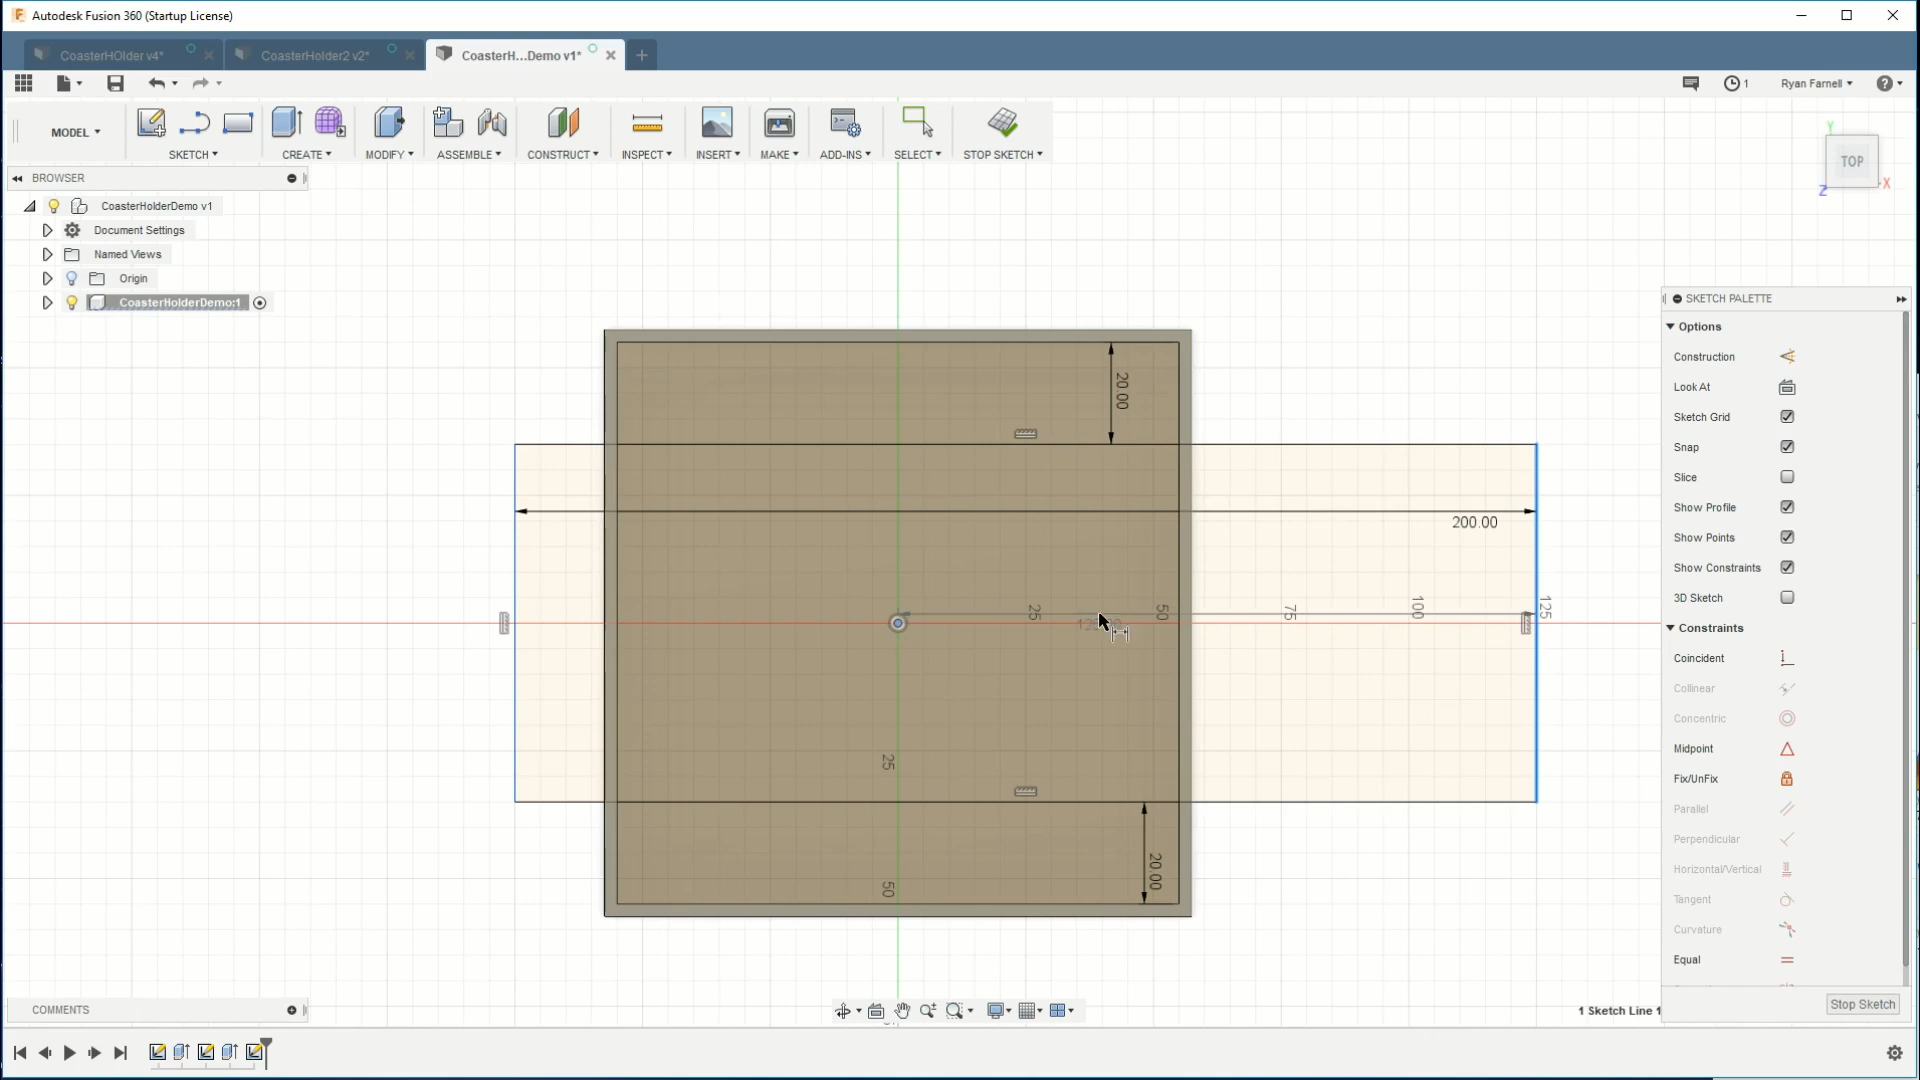 Autodesk Fusion 360 (Startup License)
CoasterHOlder v4*
CoasterHolder2 v2*
CoasterH...Demo v1*
1
Ryan Farnell
MODEL
SKETCH
CREATE
MODIFY
ASSEMBLE
CONSTRUCT
INSPECT
INSERT
MAKE
ADD-INS
SELECT
STOP SKETCH
Y
TOP
X
Z
BROWSER
CoasterHolderDemo v1
Document Settings
Named Views
Origin
CoasterHolderDemo:1
SKETCH PALETTE
Options
Construction
Look At
Sketch Grid
Snap
Slice
Show Profile
Show Points
Show Constraints
3D Sketch
Constraints
Coincident
Collinear
Concentric
Midpoint
Fix/UnFix
Parallel
Perpendicular
Horizontal/Vertical
Tangent
Curvature
Equal
Stop Sketch
20.00
200.00
25
50
75
100
125
25
20.00
50
COMMENTS
1 Sketch Line